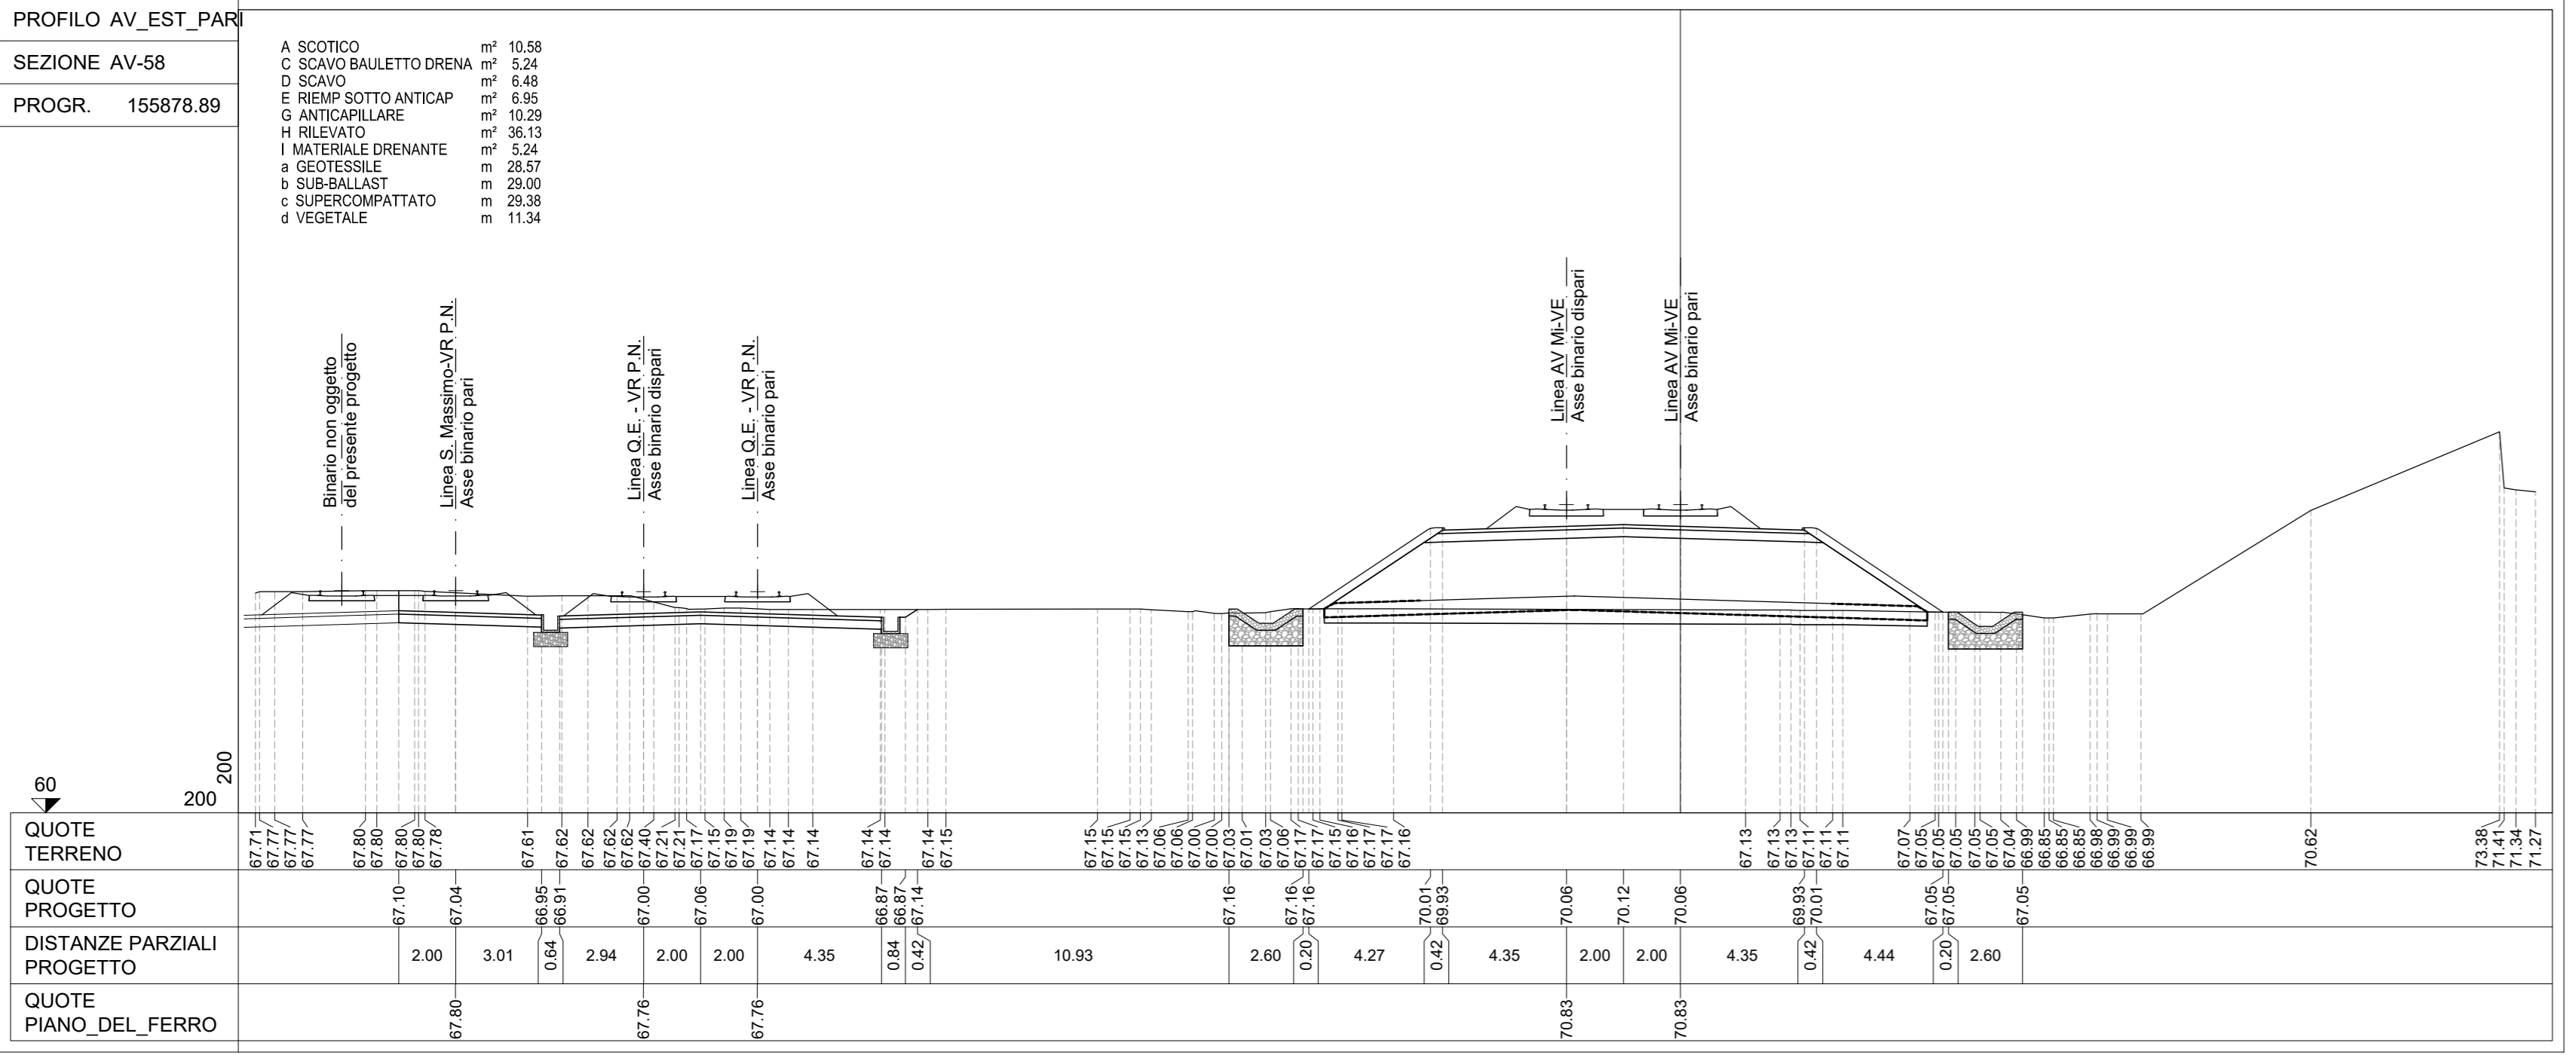 PROFILO AV_EST_PARI
SEZIONE AV-58
PROGR. 155878.89
A SCOTICO m² 10.58
C SCAVO BAULETTO DRENA m² 5.24
D SCAVO m² 6.48
E RIEMP SOTTO ANTICAP m² 6.95
G ANTICAPILLARE m² 10.29
H RILEVATO m² 36.13
I MATERIALE DRENANTE m² 5.24
a GEOTESSILE m 28.57
b SUB-BALLAST m 29.00
c SUPERCOMPATTATO m 29.38
d VEGETALE m 11.34
Binario non oggetto
del presente progetto
Linea S. Massimo-VR P.N.
Asse binario pari
Linea Q.E. - VR P.N.
Asse binario dispari
Linea Q.E. - VR P.N.
Asse binario pari
Linea AV Mi-VE
Asse binario dispari
Linea AV Mi-VE
Asse binario pari
60
200
200
QUOTE
TERRENO
67.71 67.77 67.77 67.77 67.80 67.80 67.80 67.80 67.78 67.61 67.62 67.62 67.62 67.62 67.40 67.21 67.21 67.17 67.15 67.19 67.19 67.14 67.14 67.14 67.14 67.14 67.14 67.15 67.15 67.15 67.15 67.13 67.06 67.06 67.00 67.00 67.03 67.01 67.03 67.06 67.17 67.17 67.15 67.16 67.17 67.17 67.16 67.13 67.13 67.13 67.11 67.11 67.11 67.07 67.05 67.05 67.05 67.05 67.05 67.04 66.99 66.85 66.85 66.85 66.98 66.99 66.99 66.99 70.62 73.38 71.41 71.34 71.27
QUOTE
PROGETTO
67.10 67.04 66.95 66.91 67.00 67.06 67.00 66.87 66.87 67.14 67.16 67.16 67.16 70.01 69.93 70.06 70.12 70.06 69.93 70.01 67.05 67.05 67.05
DISTANZE PARZIALI
PROGETTO
2.00 3.01 0.64 2.94 2.00 2.00 4.35 0.84 0.42 10.93 2.60 0.20 4.27 0.42 4.35 2.00 2.00 4.35 0.42 4.44 0.20 2.60
QUOTE
PIANO_DEL_FERRO
67.80 67.76 67.76 70.83 70.83